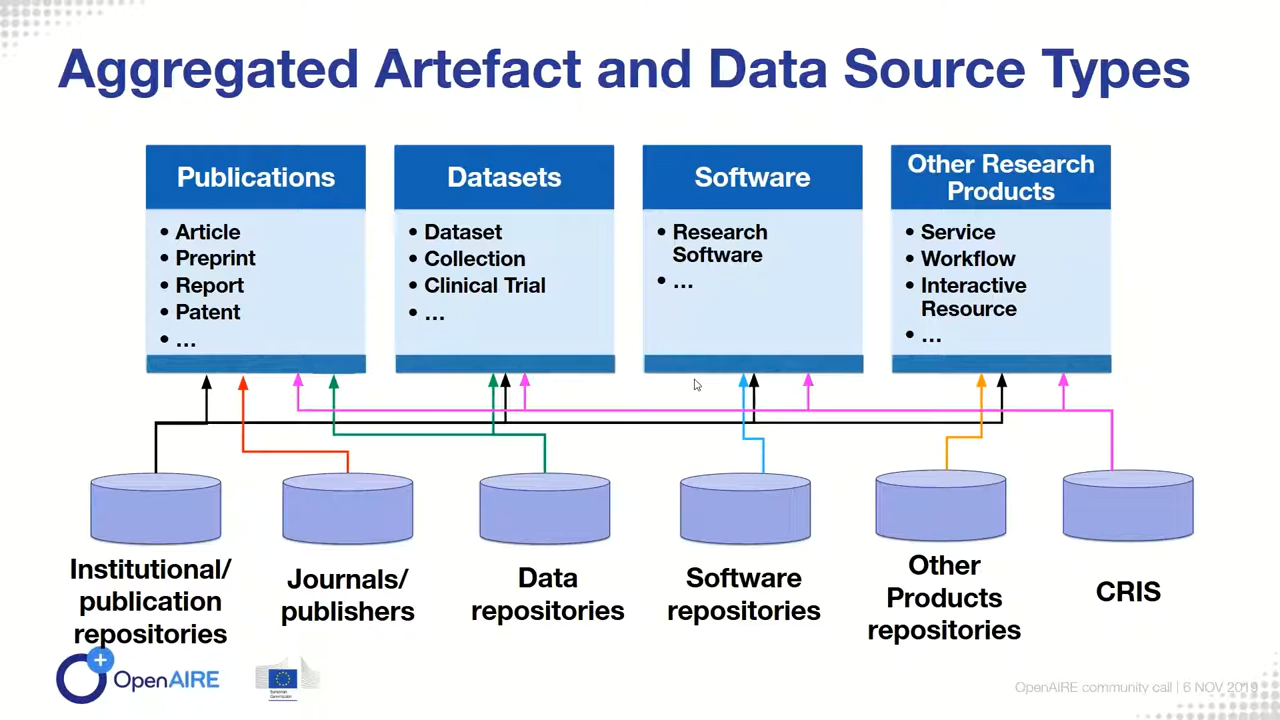 Aggregated Artefact and Data Source Types
Publications
• Article
• Preprint
• Report
• Patent
• ...
Datasets
• Dataset
• Collection
• Clinical Trial
• ...
Software
• Research
Software
• ...
Other Research
Products
• Service
• Workflow
• Interactive
Resource
• ...
Institutional/
publication
repositories
Journals/
publishers
Data
repositories
Software
repositories
Other
Products
repositories
CRIS
OpenAIRE
European
Commission
OpenAIRE community call | 6 NOV 2019